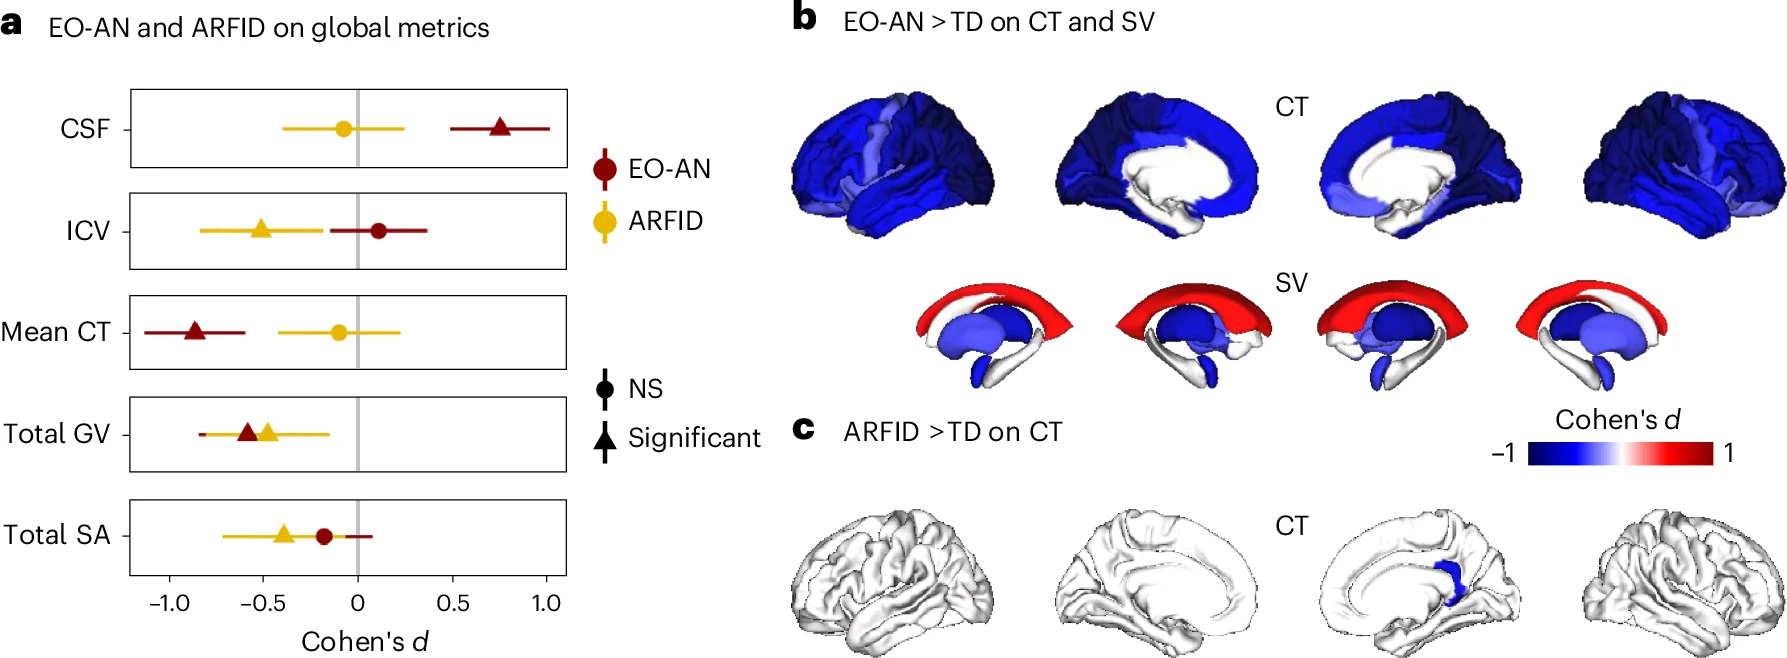 a EO-AN and ARFID on global metrics
CSF
ICV
Mean CT
Total GV
Total SA
–1.0 –0.5 0 0.5 1.0
Cohen's d
EO-AN
ARFID
NS
Significant
b EO-AN > TD on CT and SV
CT
SV
Cohen's d
–1 1
c ARFID > TD on CT
CT